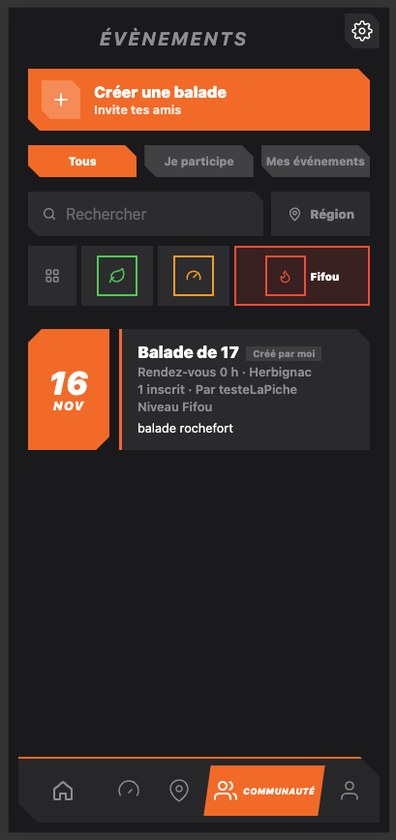 ÉVÈNEMENTS
Créer une balade
Invite tes amis
Tous
Je participe
Mes événements
Rechercher
Région
Fifou
16
NOV
Balade de 17
Créé par moi
Rendez-vous 0 h · Herbignac
1 inscrit · Par testeLaPiche
Niveau Fifou
balade rochefort
COMMUNAUTÉ